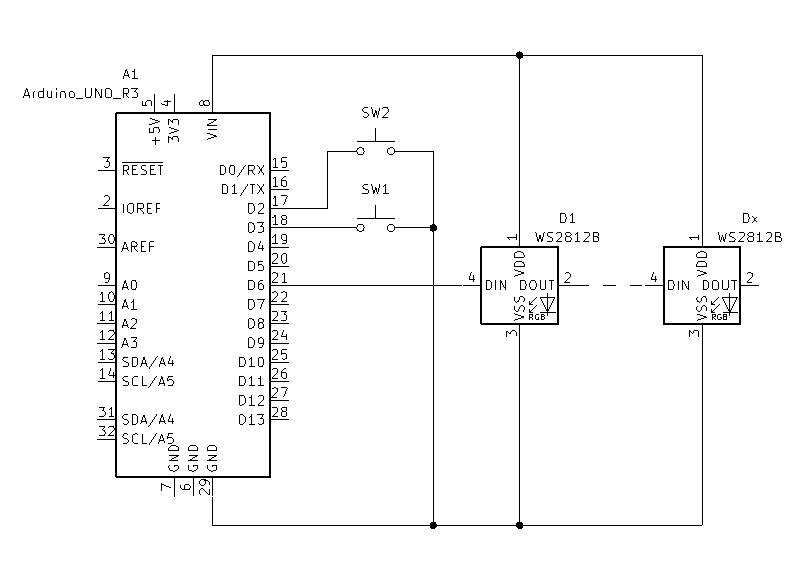 A1
Arduino_UNO_R3
5 4 8
+5V 3V3 VIN
SW2
SW1
3 RESET D0/RX 15
D1/TX 16
2 IOREF D2 17
D3 18
30 AREF D4 19
D5 20
9 A0 D6 21
10 A1 D7 22
11 A2 D8 23
12 A3 D9 24
13 SDA/A4 D10 25
14 SCL/A5 D11 26
D12 27
31 SDA/A4 D13 28
32 SCL/A5
GND GND GND
7 6 29
D1
WS2812B
1
VDD
4 DIN DOUT 2
VSS RGB
3
Dx
WS2812B
1
VDD
4 DIN DOUT 2
VSS RGB
3